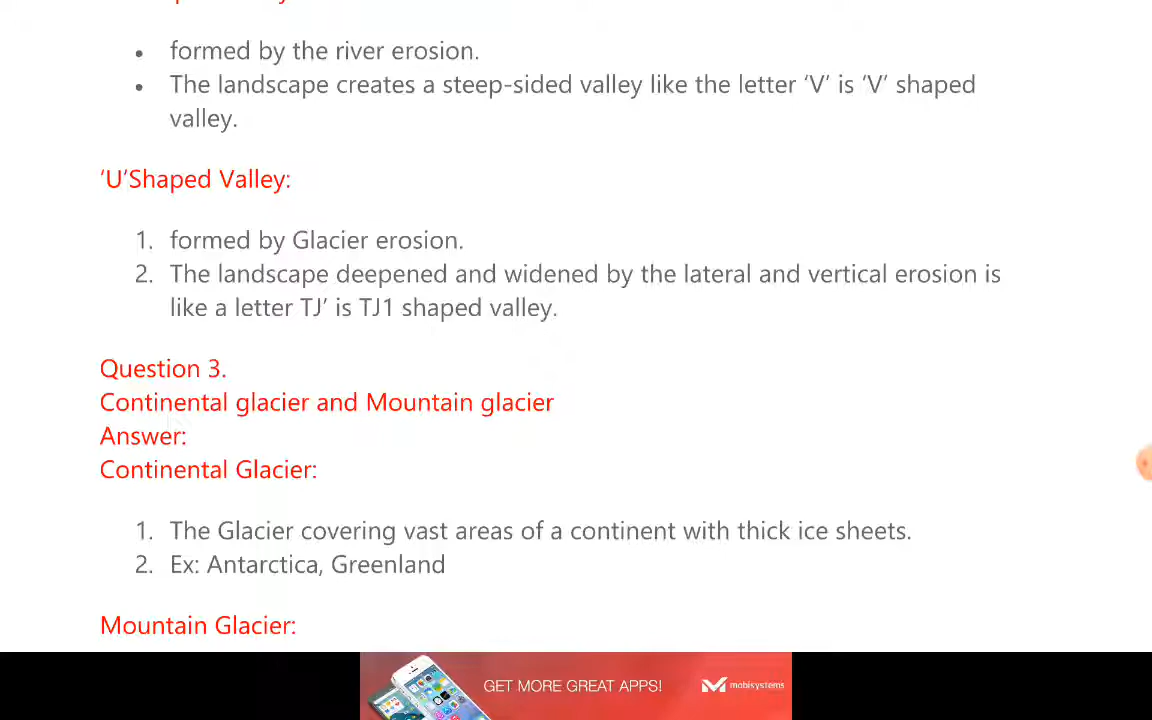 formed by the river erosion.
The landscape creates a steep-sided valley like the letter ‘V’ is ‘V’ shaped
valley.
‘U’Shaped Valley:
1. formed by Glacier erosion.
2. The landscape deepened and widened by the lateral and vertical erosion is
like a letter TJ’ is TJ1 shaped valley.
Question 3.
Continental glacier and Mountain glacier
Answer:
Continental Glacier:
1. The Glacier covering vast areas of a continent with thick ice sheets.
2. Ex: Antarctica, Greenland
Mountain Glacier:
GET MORE GREAT APPS!
mobisystems